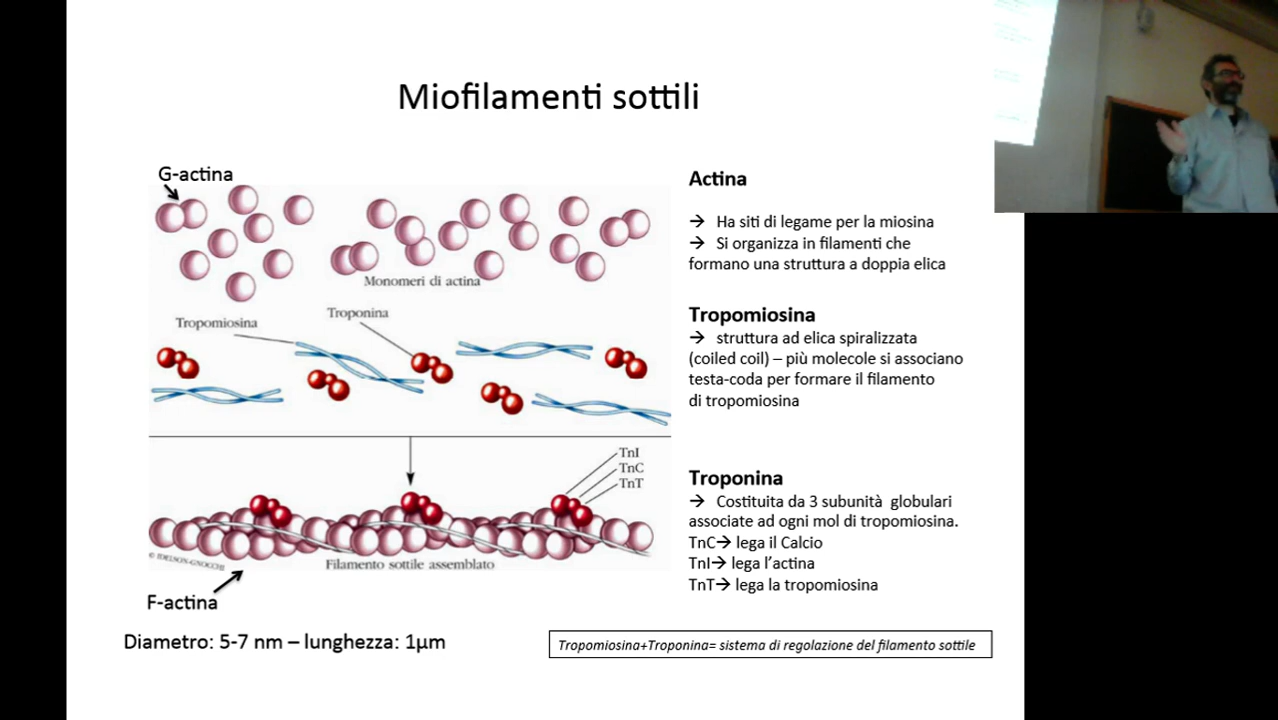 Miofilamenti sottili
G-actina
Monomeri di actina
Tropomiosina
Troponina
TnI
TnC
TnT
© IDELSON-GNOCCHI
Filamento sottile assemblato
F-actina
Diametro: 5-7 nm – lunghezza: 1µm
Actina
→ Ha siti di legame per la miosina
→ Si organizza in filamenti che
formano una struttura a doppia elica
Tropomiosina
→ struttura ad elica spiralizzata
(coiled coil) – più molecole si associano
testa-coda per formare il filamento
di tropomiosina
Troponina
→ Costituita da 3 subunità globulari
associate ad ogni mol di tropomiosina.
TnC→ lega il Calcio
TnI→ lega l’actina
TnT→ lega la tropomiosina
Tropomiosina+Troponina= sistema di regolazione del filamento sottile